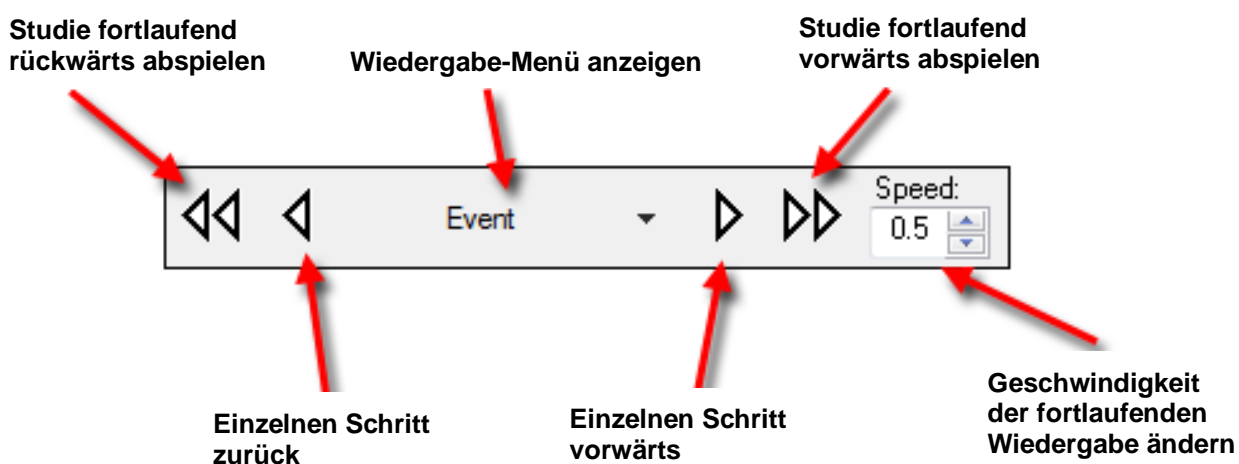 Studie fortlaufend
rückwärts abspielen
Wiedergabe-Menü anzeigen
Studie fortlaufend
vorwärts abspielen
Event
Speed:
0.5
Einzelnen Schritt
zurück
Einzelnen Schritt
vorwärts
Geschwindigkeit
der fortlaufenden
Wiedergabe ändern